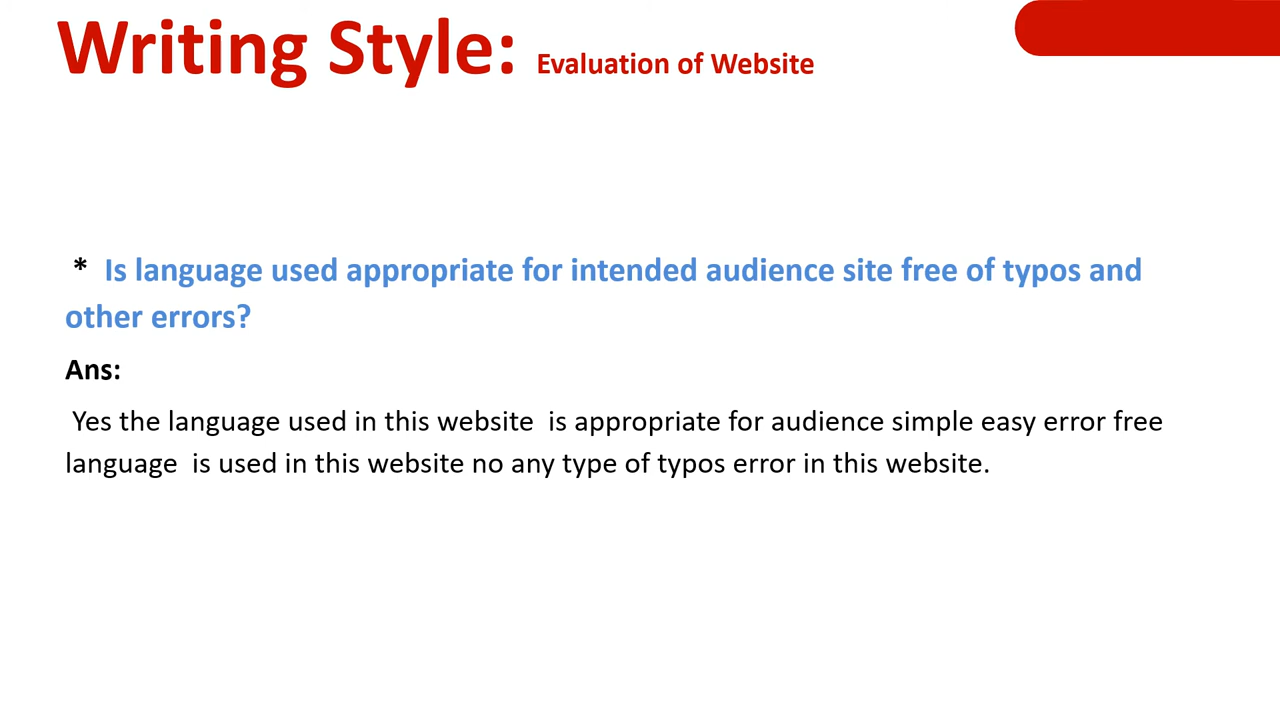 Writing Style: Evaluation of Website
* Is language used appropriate for intended audience site free of typos and
other errors?
Ans:
Yes the language used in this website  is appropriate for audience simple easy error free
language  is used in this website no any type of typos error in this website.